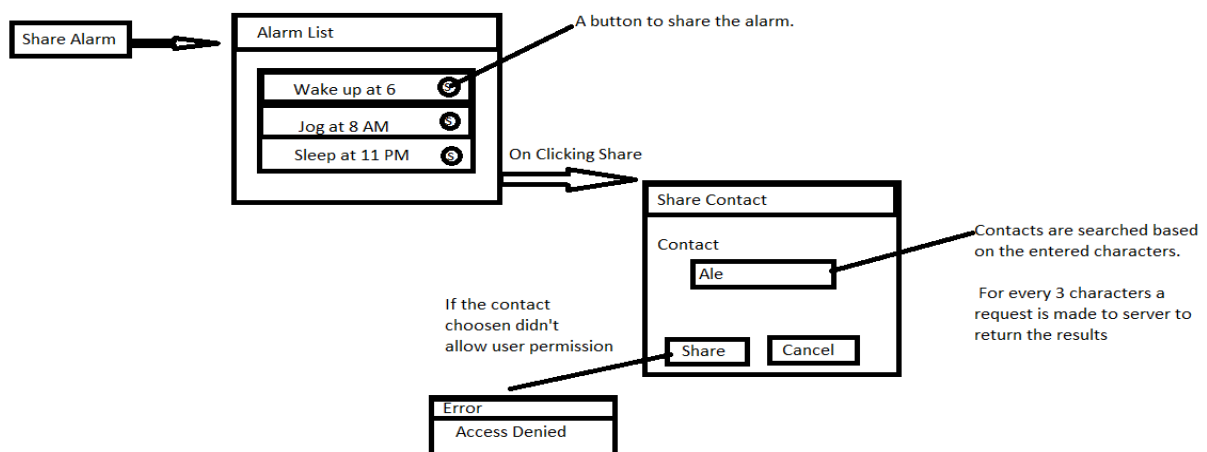 Share Alarm
Alarm List
A button to share the alarm.
Wake up at 6
S
Jog at 8 AM
S
Sleep at 11 PM
S
On Clicking Share
Share Contact
Contact
Ale
Contacts are searched based
on the entered characters.
For every 3 characters a
request is made to server to
return the results
If the contact
choosen didn't
allow user permission
Share
Cancel
Error
Access Denied